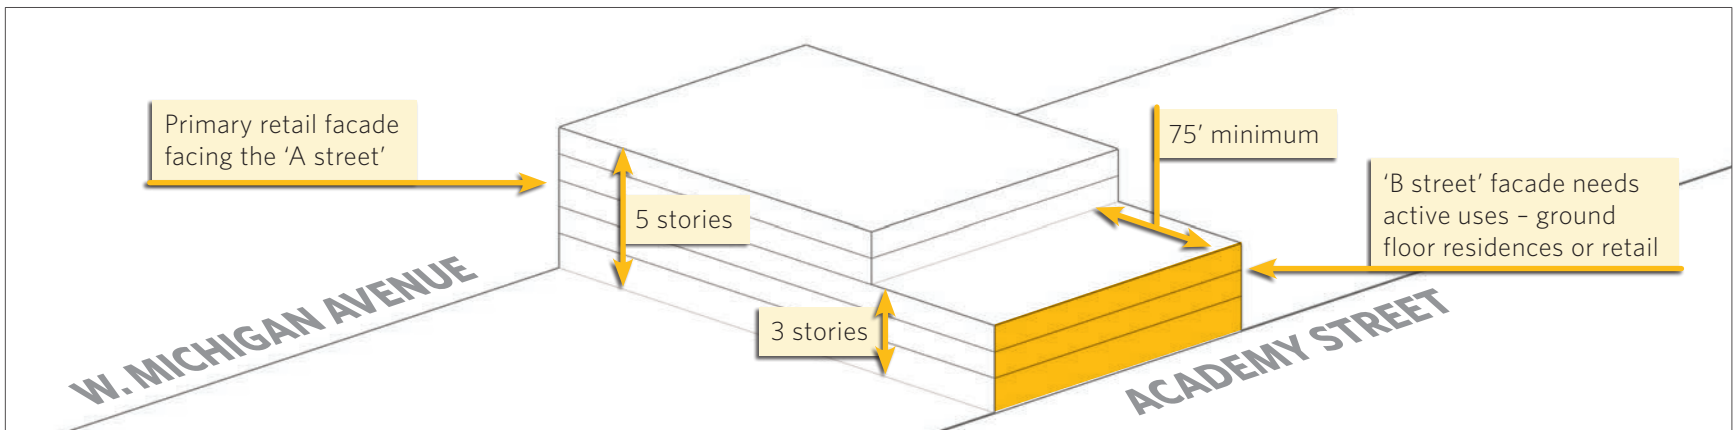 Primary retail facade
facing the ‘A street’
5 stories
3 stories
75’ minimum
‘B street’ facade needs
active uses – ground
floor residences or retail
W. MICHIGAN AVENUE
ACADEMY STREET